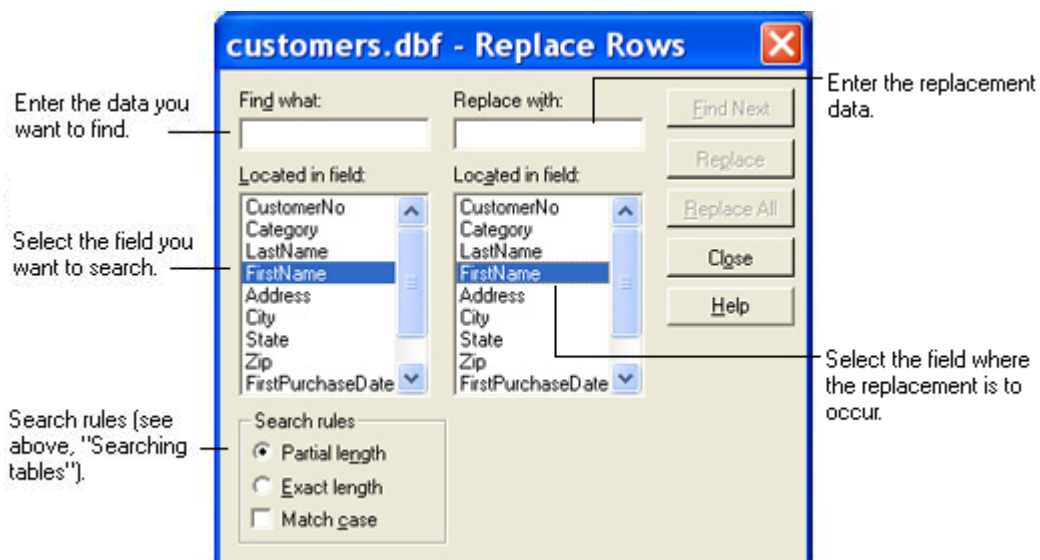 customers.dbf - Replace Rows
Enter the data you
want to find.
Find what:
Replace with:
Find Next
Enter the replacement
data.
Replace
Located in field:
Located in field:
Replace All
Select the field you
want to search.
CustomerNo
Category
LastName
FirstName
Address
City
State
Zip
FirstPurchaseDate
CustomerNo
Category
LastName
FirstName
Address
City
State
Zip
FirstPurchaseDate
Close
Help
Select the field where
the replacement is to
occur.
Search rules (see
above, "Searching
tables").
Search rules
Partial length
Exact length
Match case